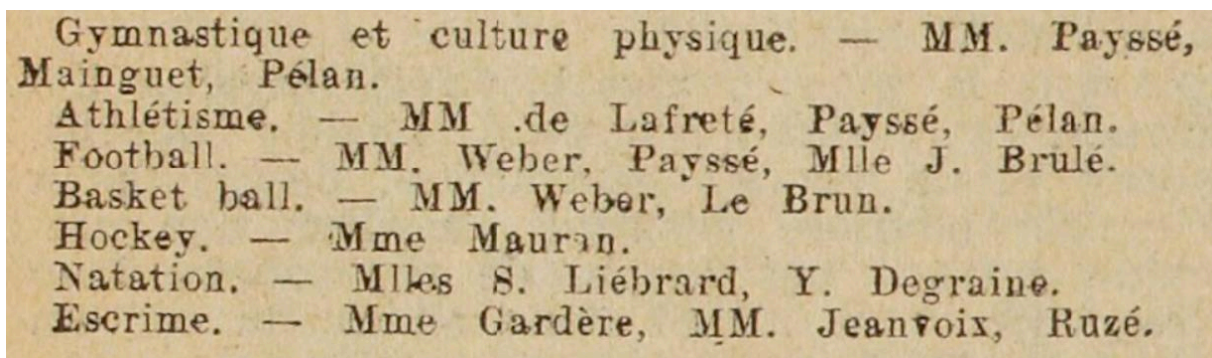 Gymnastique et culture physique. — MM. Payssé,
Mainguet, Pélan.
Athlétisme. — MM .de Lafreté, Payssé, Pélan.
Football. — MM. Weber, Payssé, Mlle J. Brulé.
Basket ball. — MM. Weber, Le Brun.
Hockey. — Mme Mauran.
Natation. — Mlles S. Liébrard, Y. Degraine.
Escrime. — Mme Gardère, MM. Jeanvoix, Ruzé.